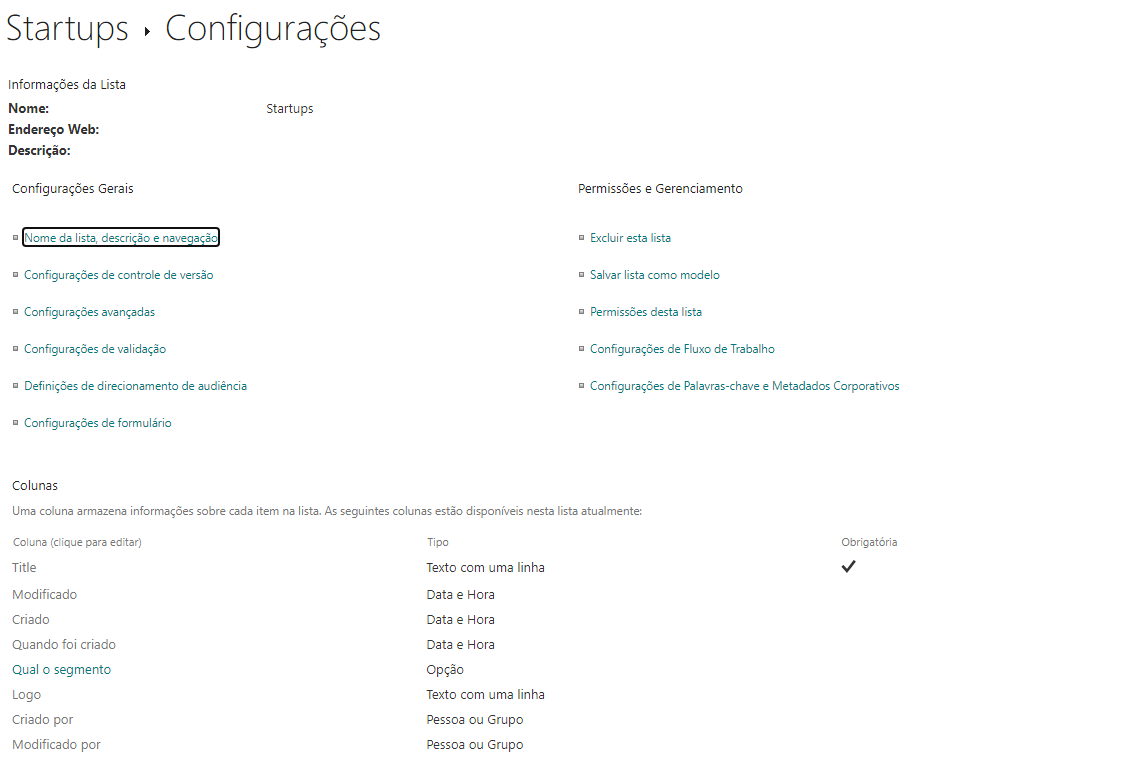 Startups ▸ Configurações
Informações da Lista
Nome: Startups
Endereço Web:
Descrição:
Configurações Gerais
Nome da lista, descrição e navegação
Configurações de controle de versão
Configurações avançadas
Configurações de validação
Definições de direcionamento de audiência
Configurações de formulário
Permissões e Gerenciamento
Excluir esta lista
Salvar lista como modelo
Permissões desta lista
Configurações de Fluxo de Trabalho
Configurações de Palavras-chave e Metadados Corporativos
Colunas
Uma coluna armazena informações sobre cada item na lista. As seguintes colunas estão disponíveis nesta lista atualmente:
Coluna (clique para editar) Tipo Obrigatória
Title Texto com uma linha ✓
Modificado Data e Hora
Criado Data e Hora
Quando foi criado Data e Hora
Qual o segmento Opção
Logo Texto com uma linha
Criado por Pessoa ou Grupo
Modificado por Pessoa ou Grupo